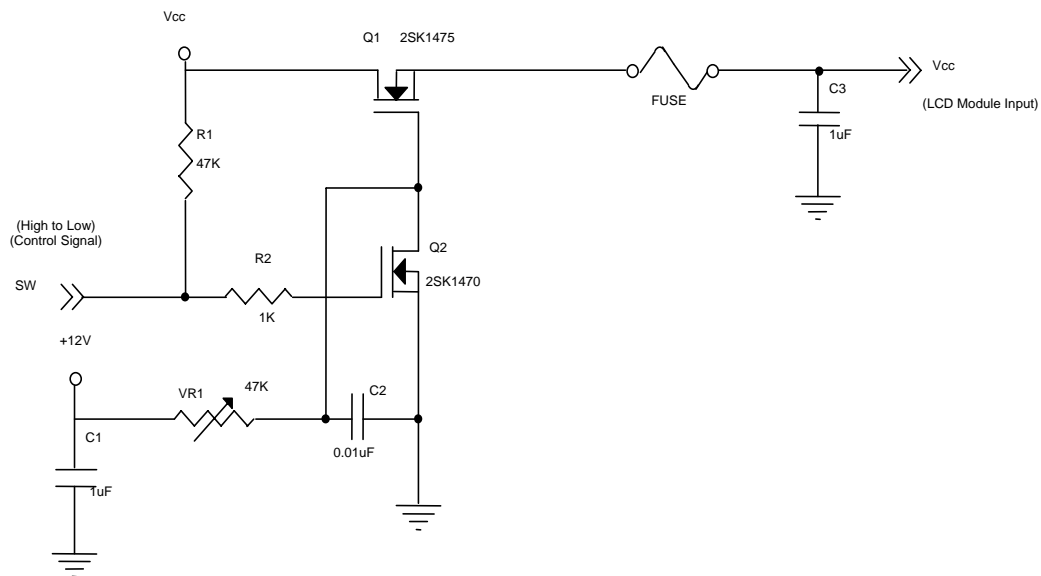 Vcc
Q1 2SK1475
Vcc
FUSE
C3
(LCD Module Input)
R1
1uF
47K
(High to Low)
(Control Signal)
Q2
R2
SW
2SK1470
1K
+12V
VR1
47K
C2
C1
0.01uF
1uF